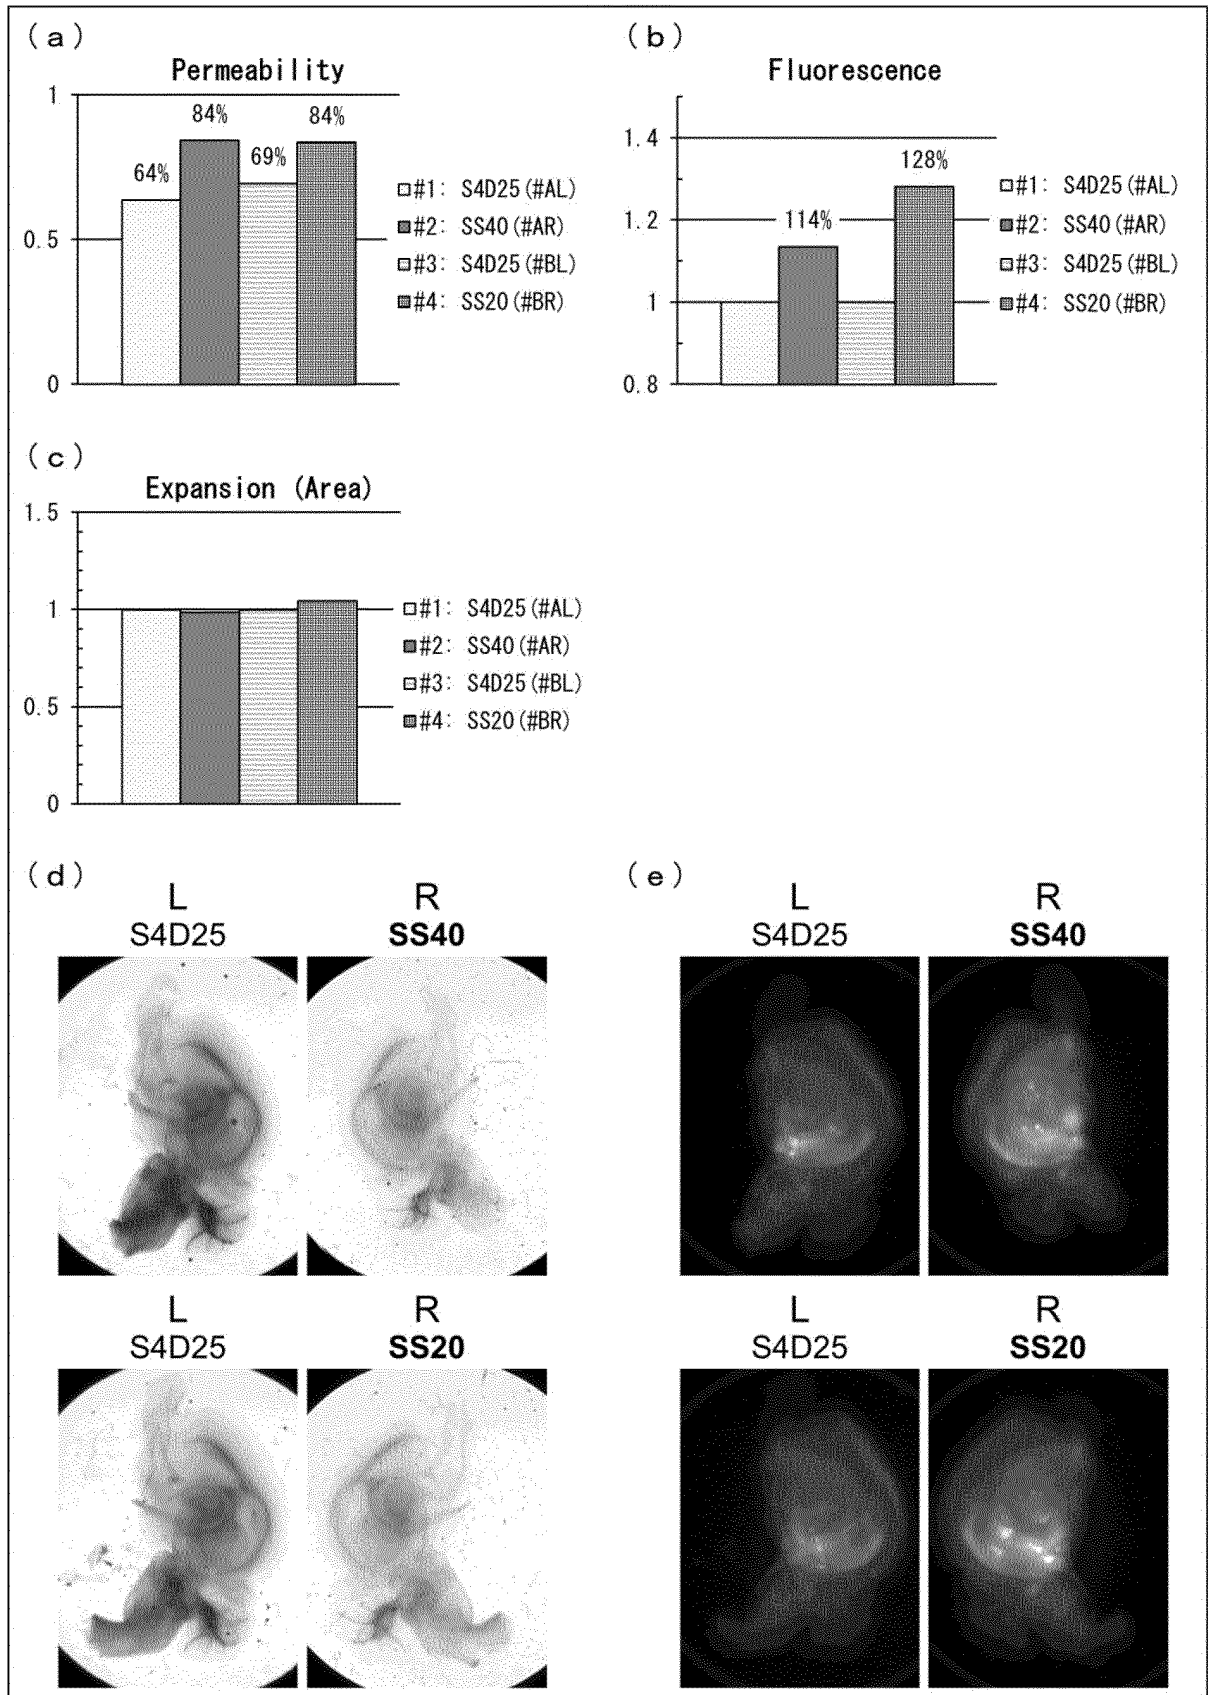 (a)
Permeability
1
84%
84%
69%
64%
0.5
0
#1: S4D25(#AL)
#2: SS40(#AR)
#3: S4D25(#BL)
#4: SS20(#BR)
(b)
Fluorescence
1.4
128%
1.2
114%
1
0.8
#1: S4D25(#AL)
#2: SS40(#AR)
#3: S4D25(#BL)
#4: SS20(#BR)
(c)
Expansion (Area)
1.5
1
0.5
0
#1: S4D25(#AL)
#2: SS40(#AR)
#3: S4D25(#BL)
#4: SS20(#BR)
(d)
L R
S4D25 SS40
L R
S4D25 SS20
(e)
L R
S4D25 SS40
L R
S4D25 SS20